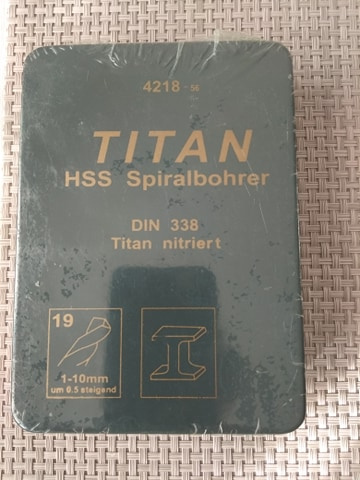 4218 - 56
TITAN
HSS Spiralbohrer
DIN 338
Titan nitriert
19
1-10mm
um 0.5 steigend